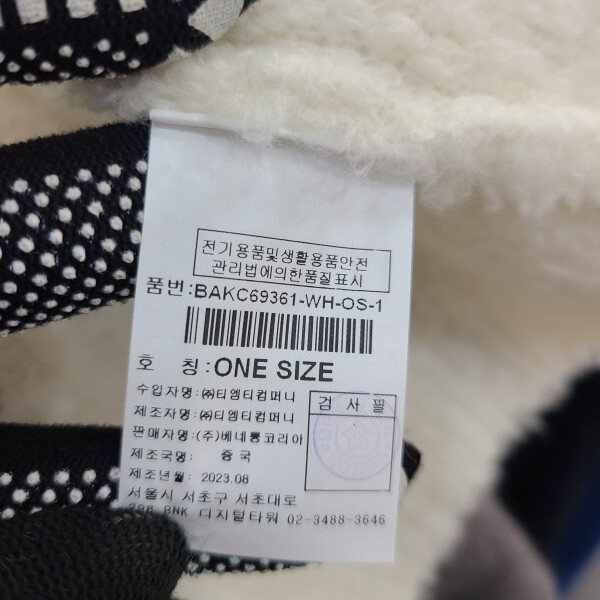 전기용품및생활용품안전
관리법에의한품질표시
품번:BAKC69361-WH-OS-1
호 칭:ONE SIZE
수입자명:㈜티엠티컴퍼니
제조자명:㈜티엠티컴퍼니
판매자명:(주)베네통코리아
제조국명: 중국
제조년월: 2023.08
검 사 필
서울시 서초구 서초대로
398 BNK 디지털타워 02-3488-3646